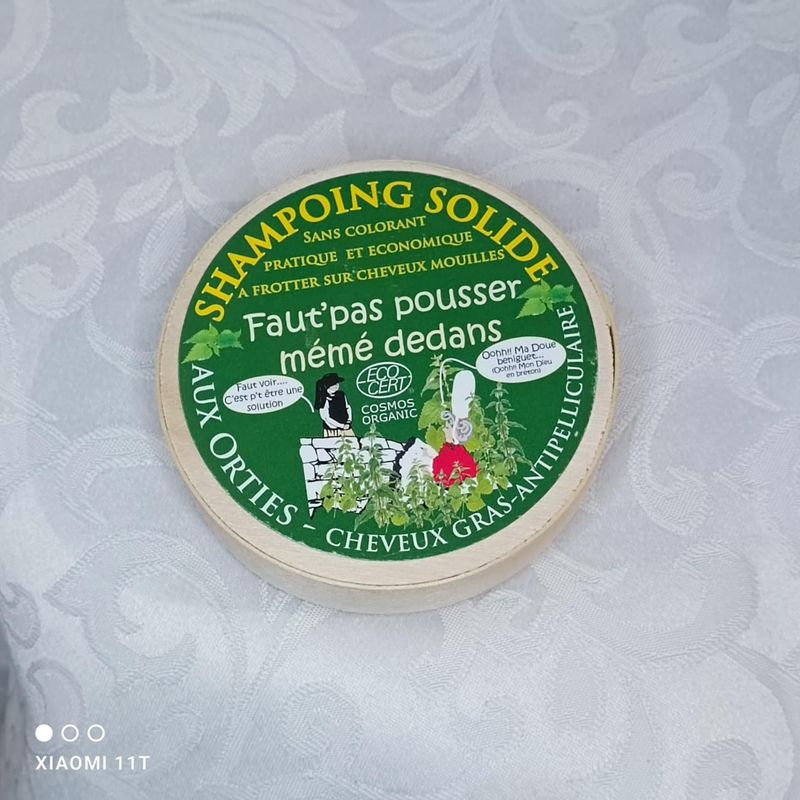 SHAMPOING SOLIDE
SANS COLORANT
PRATIQUE ET ECONOMIQUE
A FROTTER SUR CHEVEUX MOUILLES
Faut'pas pousser
mémé dedans
Faut voir....
C'est p't être une
solution
ECO
CERT
®
COSMOS
ORGANIC
Oohh!! Ma Doue
beniguet...
(Oohh! Mon Dieu
en breton)
AUX ORTIES - CHEVEUX GRAS-ANTIPELLICULAIRE
XIAOMI 11T